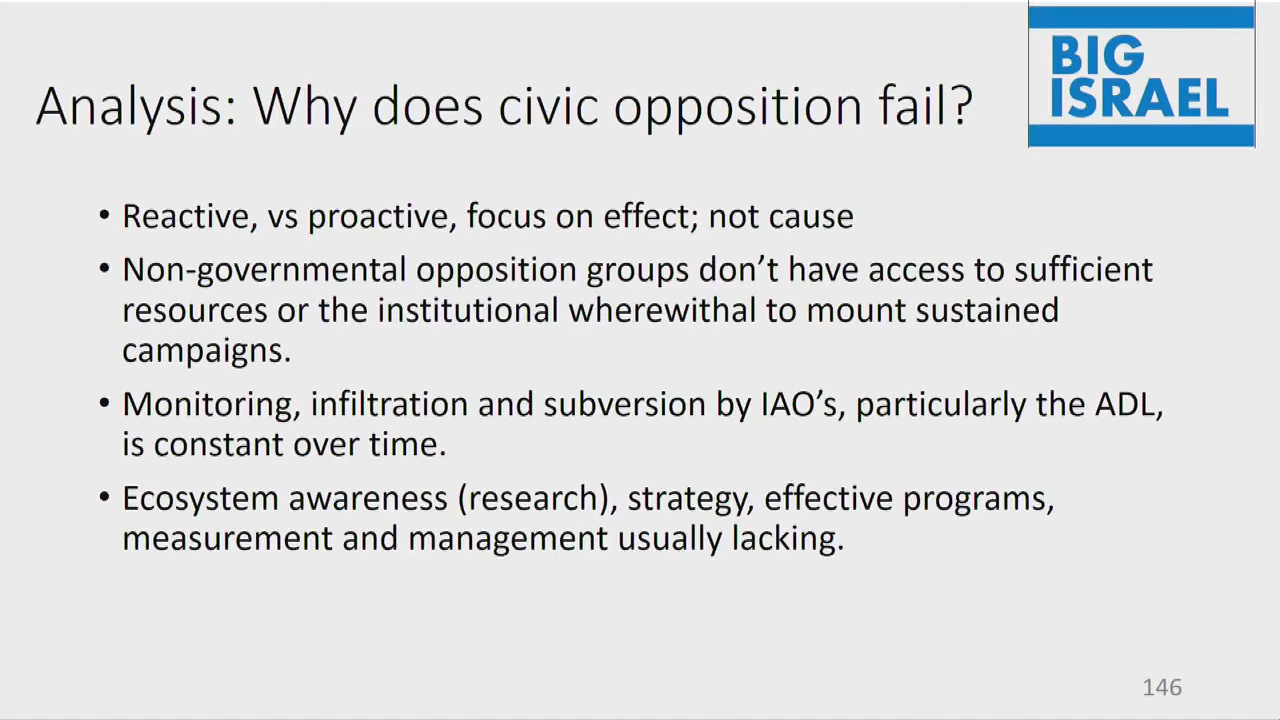 BIG
ISRAEL
Analysis: Why does civic opposition fail?
• Reactive, vs proactive, focus on effect; not cause
• Non-governmental opposition groups don’t have access to sufficient
resources or the institutional wherewithal to mount sustained
campaigns.
• Monitoring, infiltration and subversion by IAO’s, particularly the ADL,
is constant over time.
• Ecosystem awareness (research), strategy, effective programs,
measurement and management usually lacking.
146